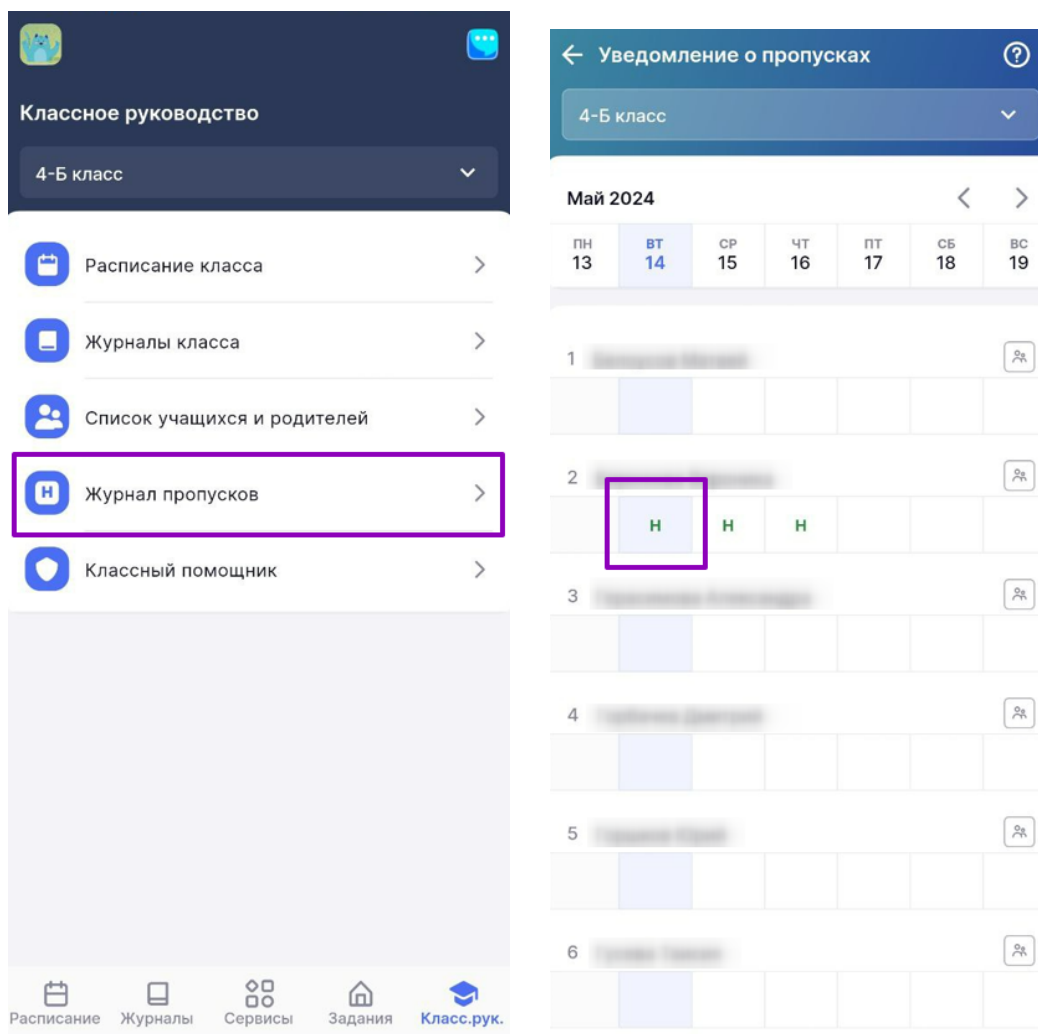 Классное руководство
4-Б класс
Расписание класса
Журналы класса
Список учащихся и родителей
Н Журнал пропусков
Классный помощник
Расписание Журналы Сервисы Задания Класс.рук.
Уведомление о пропусках
4-Б класс
Май 2024
ПН ВТ СР ЧТ ПТ СБ ВС
13 14 15 16 17 18 19
1
2
Н Н Н
3
4
5
6